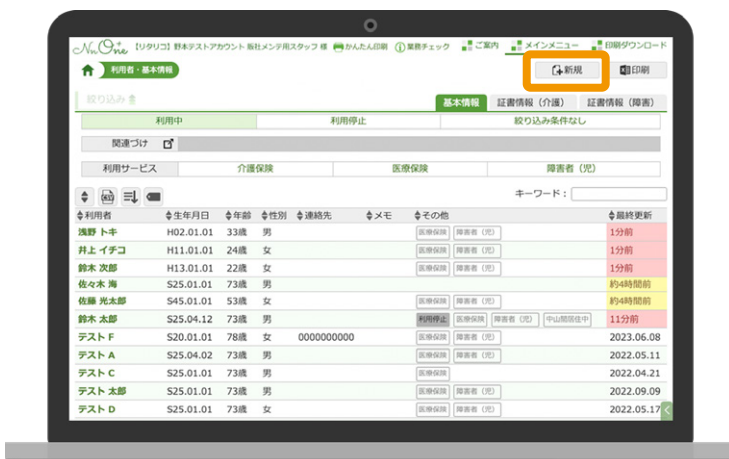 NnOne 【リタリコ】野本テストアカウント 販社メンテ用スタッフ 様 かんたん印刷 業務チェック ご案内 メインメニュー 印刷ダウンロード
利用者・基本情報 新規 印刷
絞り込み 基本情報 証書情報（介護） 証書情報（障害）
利用中 利用停止 絞り込み条件なし
関連づけ
利用サービス 介護保険 医療保険 障害者（児）
キーワード：
利用者 生年月日 年齢 性別 連絡先 メモ その他 最終更新
浅野 トキ H02.01.01 33歳 男 医療保険 障害者（児） 1分前
井上 イチコ H11.01.01 24歳 女 医療保険 障害者（児） 1分前
鈴木 次郎 H13.01.01 22歳 女 医療保険 障害者（児） 1分前
佐々木 海 S25.01.01 73歳 男 約4時間前
佐藤 光太郎 S45.01.01 53歳 女 医療保険 障害者（児） 約4時間前
鈴木 太郎 S25.04.12 73歳 男 利用停止 医療保険 障害者（児） 中山間居住中 11分前
テスト F S20.01.01 78歳 女 0000000000 医療保険 障害者（児） 2023.06.08
テスト A S25.04.02 73歳 男 医療保険 障害者（児） 2022.05.11
テスト C S25.01.01 73歳 男 医療保険 2022.04.21
テスト 太郎 S25.01.01 73歳 男 医療保険 障害者（児） 2022.09.09
テスト D S25.01.01 73歳 女 医療保険 障害者（児） 2022.05.17